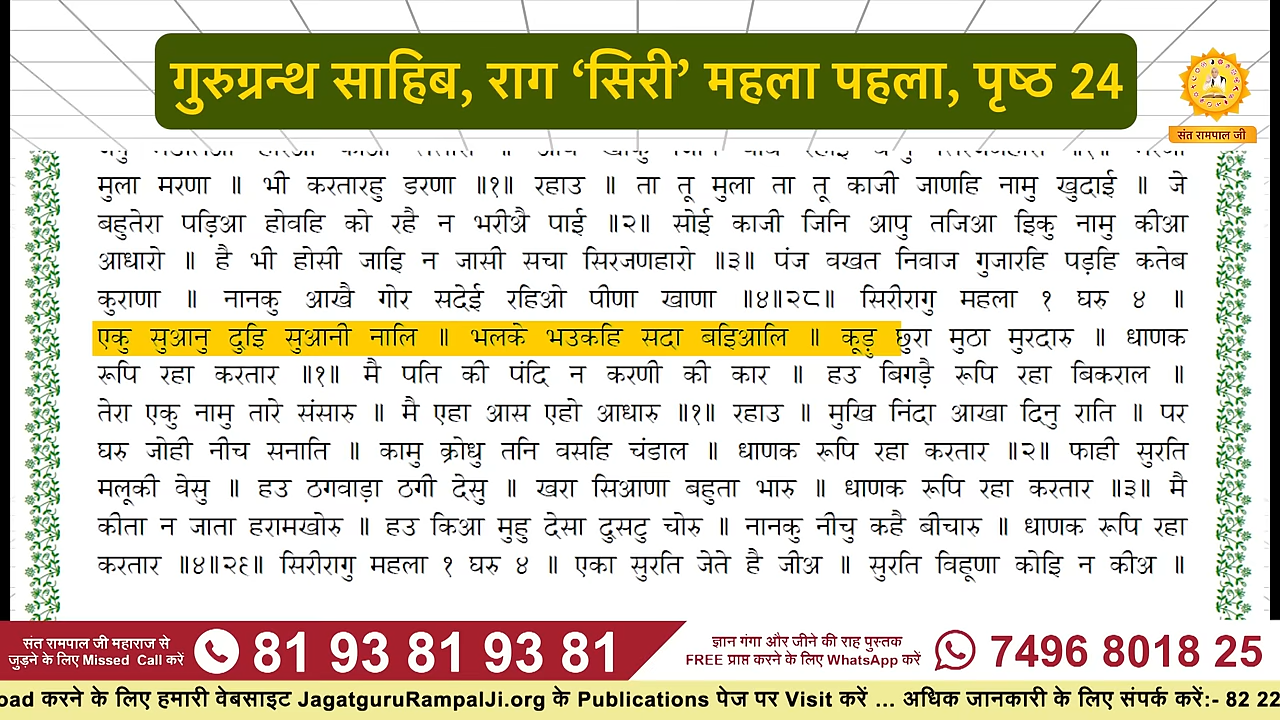 गुरुग्रन्थ साहिब, राग ‘सिरी’ महला पहला, पृष्ठ 24
संत रामपाल जी
मुला मरणा ॥ भी करतारहु डरणा ॥१॥ रहाउ ॥ ता तू मुला ता तू काजी जाणहि नामु खुदाई ॥ जे
बहुतेरा पड़िआ होवहि को रहै न भरीऐ पाई ॥२॥ सोई काजी जिनि आपु तजिआ इिकु नामु कीआ
आधारो ॥ है भी होसी जाइि न जासी सचा सिरजणहारो ॥३॥ पंज वखत निवाज गुजारहि पड़हि कतेब
कुराणा ॥ नानकु आखै गोर सदेई रहिओ पीणा खाणा ॥४॥२८॥ सिरीरागु महला १ घरु ४ ॥
एकु सुआनु दुइि सुआनी नालि ॥ भलके भउकहि सदा बइिआलि ॥ कूड़ु छुरा मुठा मुरदारु ॥ धाणक
रूपि रहा करतार ॥१॥ मै पति की पंदि न करणी की कार ॥ हउ बिगड़ै रूपि रहा बिकराल ॥
तेरा एकु नामु तारे संसारु ॥ मै एहा आस एहो आधारु ॥१॥ रहाउ ॥ मुखि निंदा आखा दिनु राति ॥ पर
घरु जोही नीच सनाति ॥ कामु क्रोधु तनि वसहि चंडाल ॥ धाणक रूपि रहा करतार ॥२॥ फाही सुरति
मलूकी वेसु ॥ हउ ठगवाड़ा ठगी देसु ॥ खरा सिआणा बहुता भारु ॥ धाणक रूपि रहा करतार ॥३॥ मै
कीता न जाता हरामखोरु ॥ हउ किआ मुहु देसा दुसटु चोरु ॥ नानकु नीचु कहै बीचारु ॥ धाणक रूपि रहा
करतार ॥४॥२९॥ सिरीरागु महला १ घरु ४ ॥ एका सुरति जेते है जीअ ॥ सुरति विहूणा कोइि न कीअ ॥
संत रामपाल जी महाराज से
जुड़ने के लिए Missed Call करें
81 93 81 93 81
ज्ञान गंगा और जीने की राह पुस्तक
FREE प्राप्त करने के लिए WhatsApp करें
7496 8018 25
oad करने के लिए हमारी वेबसाइट JagatguruRampalJi.org के Publications पेज पर Visit करें ... अधिक जानकारी के लिए संपर्क करें:- 82 22